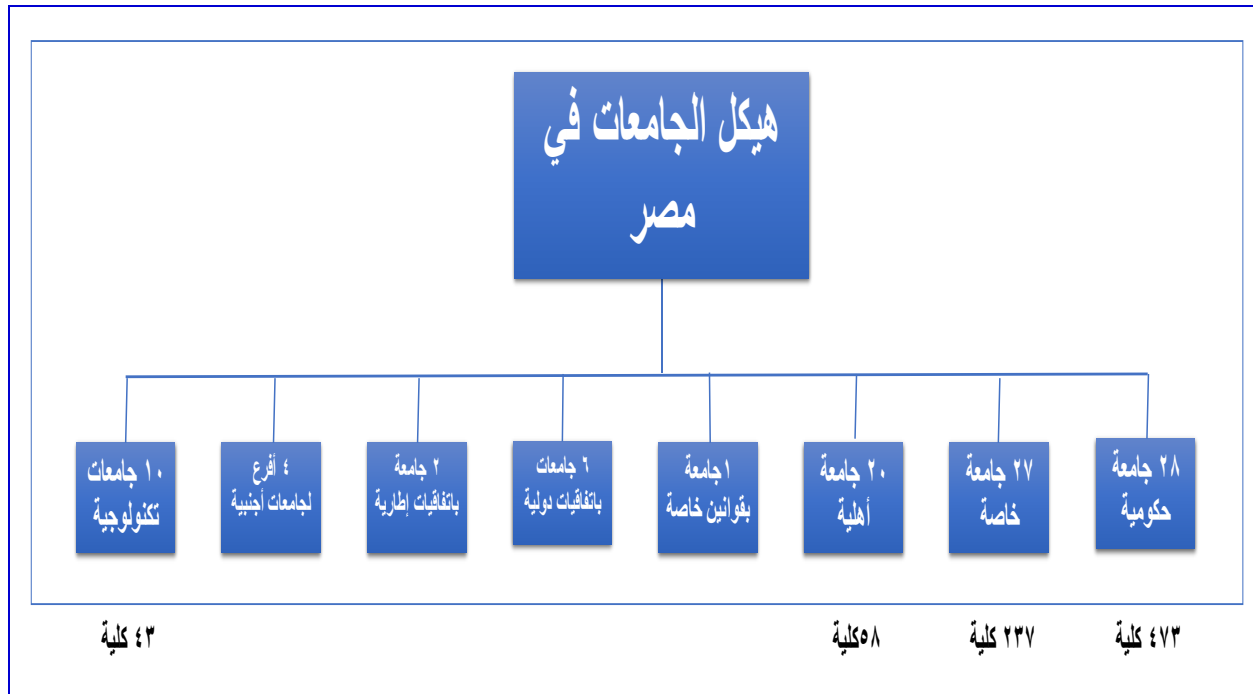 هيكل الجامعات في
مصر
٢٨ جامعة
حكومية
٢٧ جامعة
خاصة
٢٠ جامعة
أهلية
١جامعة
بقوانين خاصة
٦ جامعات
باتفاقيات دولية
٢ جامعة
باتفاقيات إطارية
٤ أفرع
لجامعات أجنبية
١٠ جامعات
تكنولوجية
٤٧٣ كلية
٢٣٧ كلية
٥٨كلية
٤٣ كلية